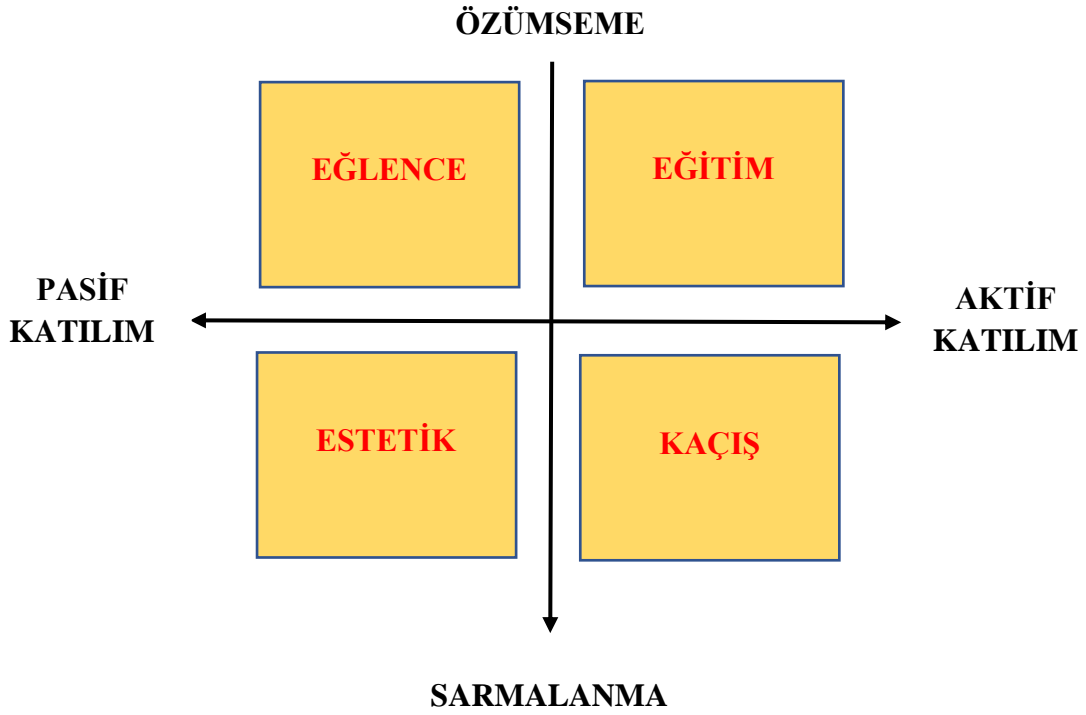 ÖZÜMSEME
EĞLENCE
EĞİTİM
PASİF
KATILIM
AKTİF
KATILIM
ESTETİK
KAÇIŞ
SARMALANMA